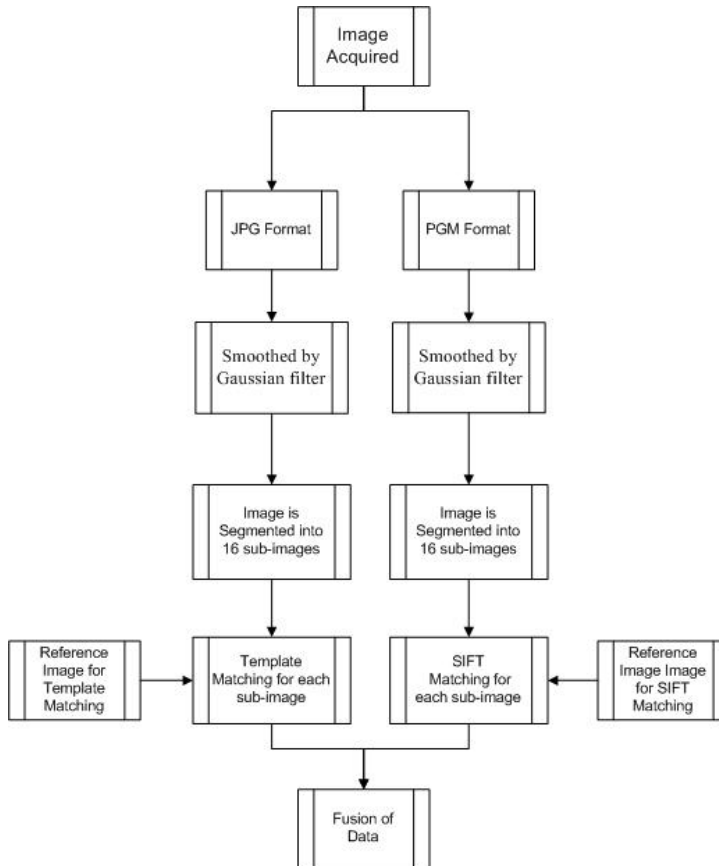 Image
Acquired
JPG Format
PGM Format
Smoothed by
Gaussian filter
Smoothed by
Gaussian filter
Image is
Segmented into
16 sub-images
Image is
Segmented into
16 sub-images
Reference
Image for
Template
Matching
Template
Matching for each
sub-image
SIFT
Matching for
each sub-image
Reference
Image Image
for SIFT
Matching
Fusion of
Data